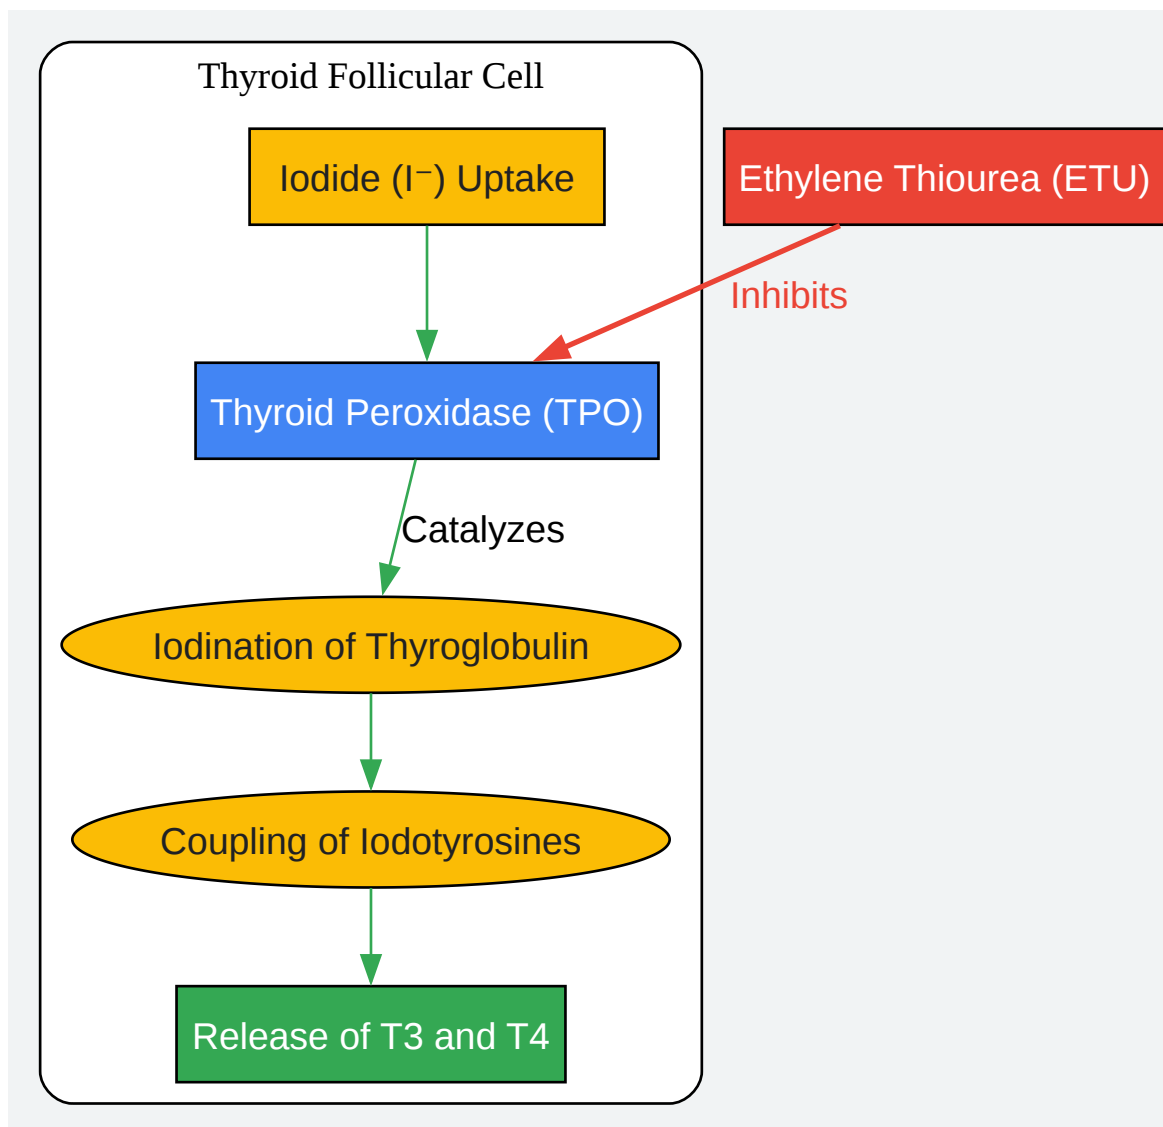 Thyroid Follicular Cell
Iodide (I⁻) Uptake
Ethylene Thiourea (ETU)
Inhibits
Thyroid Peroxidase (TPO)
Catalyzes
Iodination of Thyroglobulin
Coupling of Iodotyrosines
Release of T3 and T4